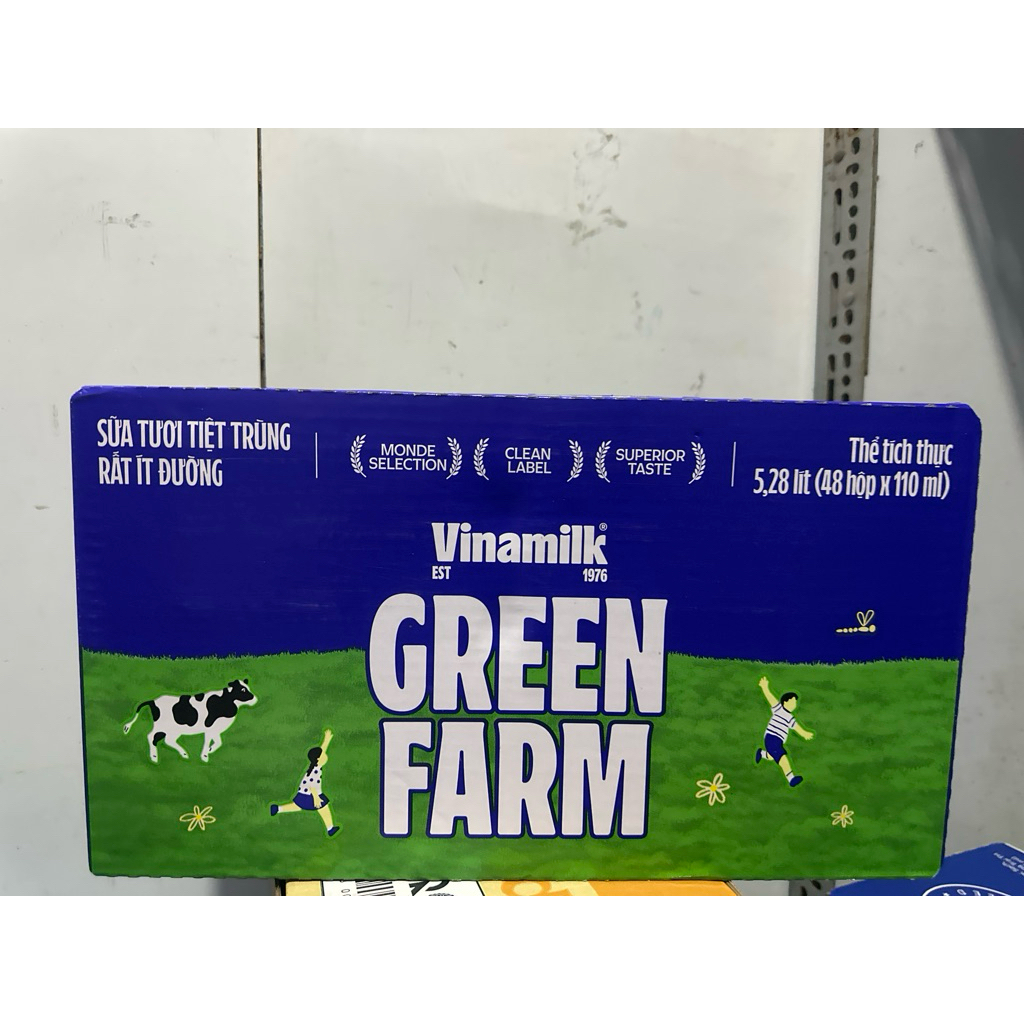 SỮA TƯƠI TIỆT TRÙNG
RẤT ÍT ĐƯỜNG
MONDE
SELECTION
CLEAN
LABEL
SUPERIOR
TASTE
Thể tích thực
5,28 lít (48 hộp x 110 ml)
Vinamilk®
EST 1976
GREEN
FARM